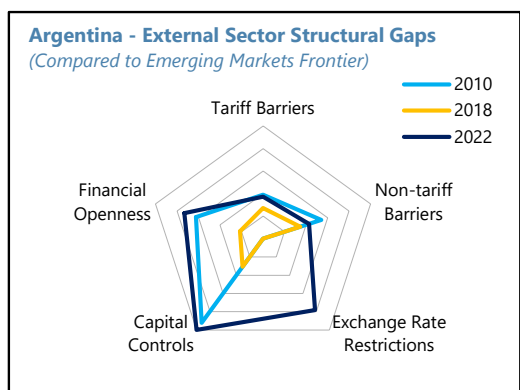 Argentina - External Sector Structural Gaps
(Compared to Emerging Markets Frontier)
2010
2018
2022
Tariff Barriers
Non-tariff
Barriers
Exchange Rate
Restrictions
Capital
Controls
Financial
Openness